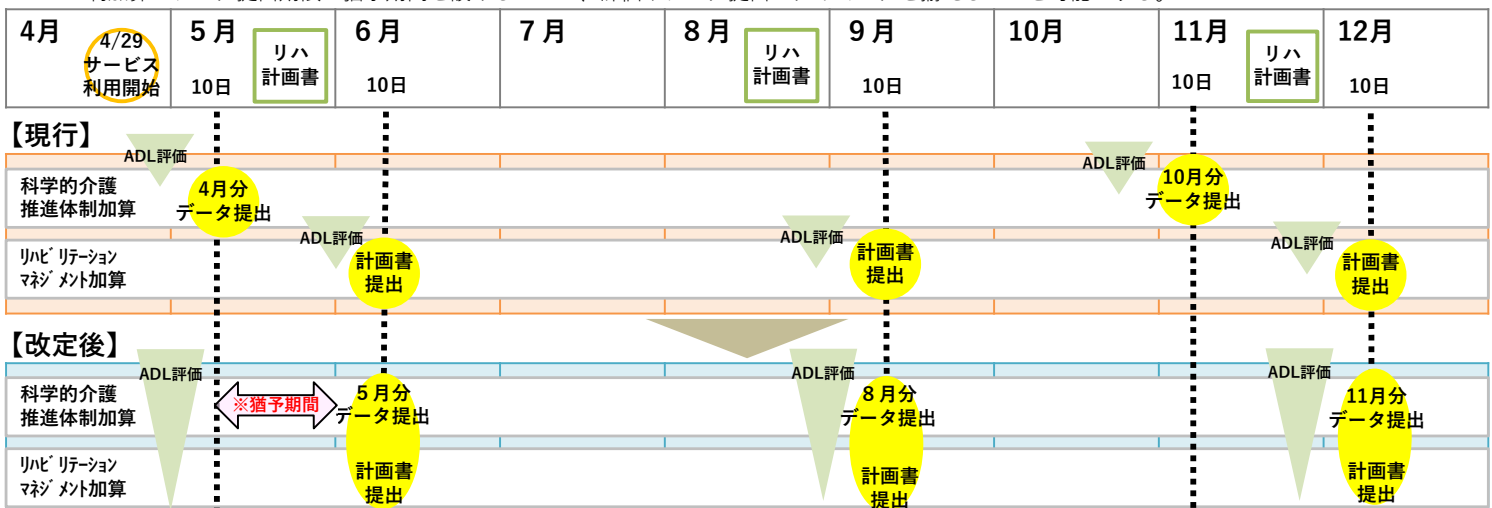 4月
4/29
サービス
利用開始
5月
10日
リハ
計画書
6月
10日
7月
8月
リハ
計画書
9月
10日
10月
11月
10日
リハ
計画書
12月
10日
【現行】
ADL評価
ADL評価
科学的介護
推進体制加算
4月分
データ提出
10月分
データ提出
ADL評価
ADL評価
ADL評価
リハビリテーション
マネジメント加算
計画書
提出
計画書
提出
計画書
提出
【改定後】
ADL評価
ADL評価
ADL評価
科学的介護
推進体制加算
※猶予期間
5月分
データ提出
8月分
データ提出
11月分
データ提出
リハビリテーション
マネジメント加算
計画書
提出
計画書
提出
計画書
提出